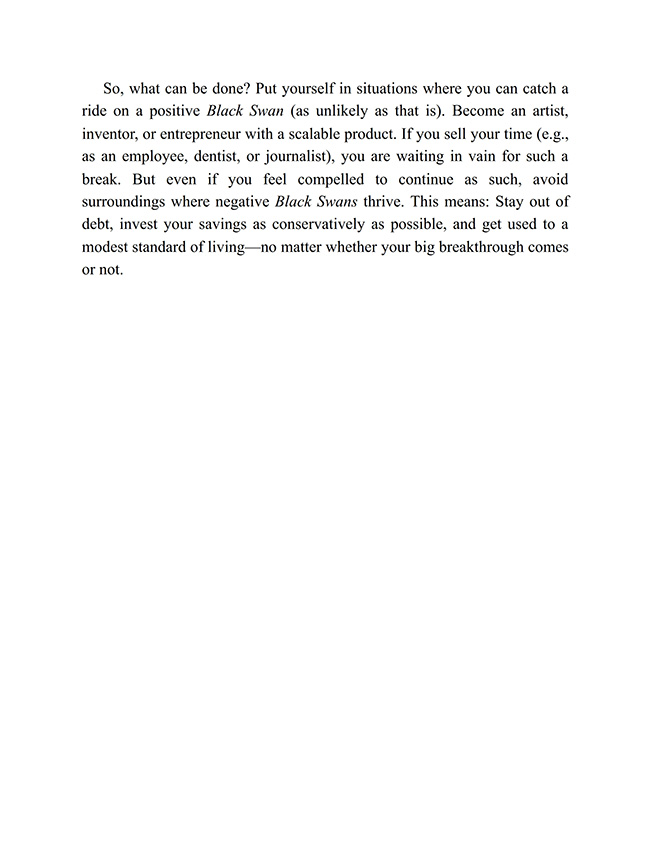 So, what can be done? Put yourself in situations where you can catch a
ride on a positive Black Swan (as unlikely as that is). Become an artist,
inventor, or entrepreneur with a scalable product. If you sell your time (e.g.,
as an employee, dentist, or journalist), you are waiting in vain for such a
break. But even if you feel compelled to continue as such, avoid
surroundings where negative Black Swans thrive. This means: Stay out of
debt, invest your savings as conservatively as possible, and get used to a
modest standard of living—no matter whether your big breakthrough comes
or not.